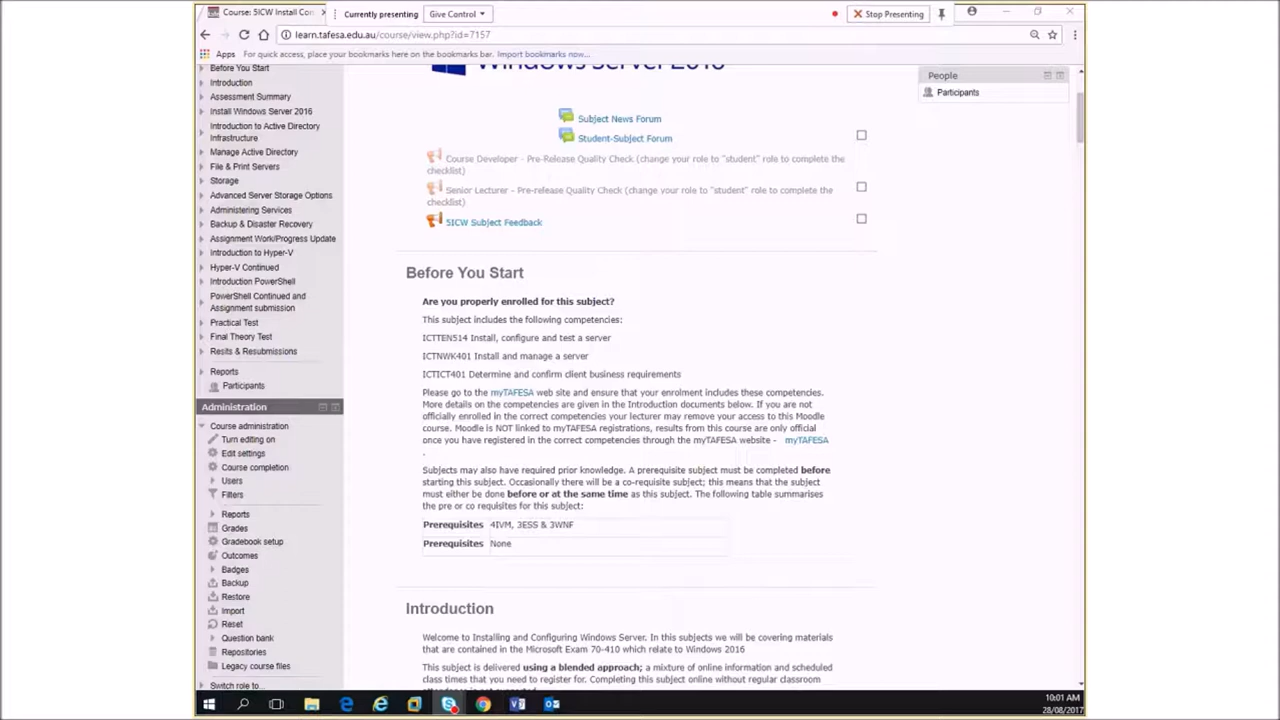 Course: 5ICW Install Con
Currently presenting
Give Control
Stop Presenting
learn.tafesa.edu.au/course/view.php?id=7157
Apps
For quick access, place your bookmarks here on the bookmarks bar. Import bookmarks now...
Before You Start
Introduction
Assessment Summary
Install Windows Server 2016
Introduction to Active Directory
Infrastructure
Manage Active Directory
File & Print Servers
Storage
Advanced Server Storage Options
Administering Services
Backup & Disaster Recovery
Assignment Work/Progress Update
Introduction to Hyper-V
Hyper-V Continued
Introduction PowerShell
PowerShell Continued and
Assignment submission
Practical Test
Final Theory Test
Resits & Resubmissions
Reports
Participants
Administration
Course administration
Turn editing on
Edit settings
Course completion
Users
Filters
Reports
Grades
Gradebook setup
Outcomes
Badges
Backup
Restore
Import
Reset
Question bank
Repositories
Legacy course files
Switch role to...
Windows Server 2016
Subject News Forum
Student-Subject Forum
Course Developer - Pre-Release Quality Check (change your role to "student" role to complete the
checklist)
Senior Lecturer - Pre-release Quality Check (change your role to "student" role to complete the
checklist)
5ICW Subject Feedback
Before You Start
Are you properly enrolled for this subject?
This subject includes the following competencies:
ICTTEN514 Install, configure and test a server
ICTNWK401 Install and manage a server
ICTICT401 Determine and confirm client business requirements
Please go to the myTAFESA web site and ensure that your enrolment includes these competencies.
More details on the competencies are given in the Introduction documents below. If you are not
officially enrolled in the correct competencies your lecturer may remove your access to this Moodle
course. Moodle is NOT linked to myTAFESA registrations, results from this course are only official
once you have registered in the correct competencies through the myTAFESA website - myTAFESA
.
Subjects may also have required prior knowledge. A prerequisite subject must be completed before
starting this subject. Occasionally there will be a co-requisite subject; this means that the subject
must either be done before or at the same time as this subject. The following table summarises
the pre or co requisites for this subject:
Prerequisites 4IVM, 3ESS & 3WNF
Prerequisites None
Introduction
Welcome to Installing and Configuring Windows Server. In this subjects we will be covering materials
that are contained in the Microsoft Exam 70-410 which relate to Windows 2016
This subject is delivered using a blended approach; a mixture of online information and scheduled
class times that you need to register for. Completing this subject online without regular classroom
attendance is not supported
People
Participants
10:01 AM
28/08/2017